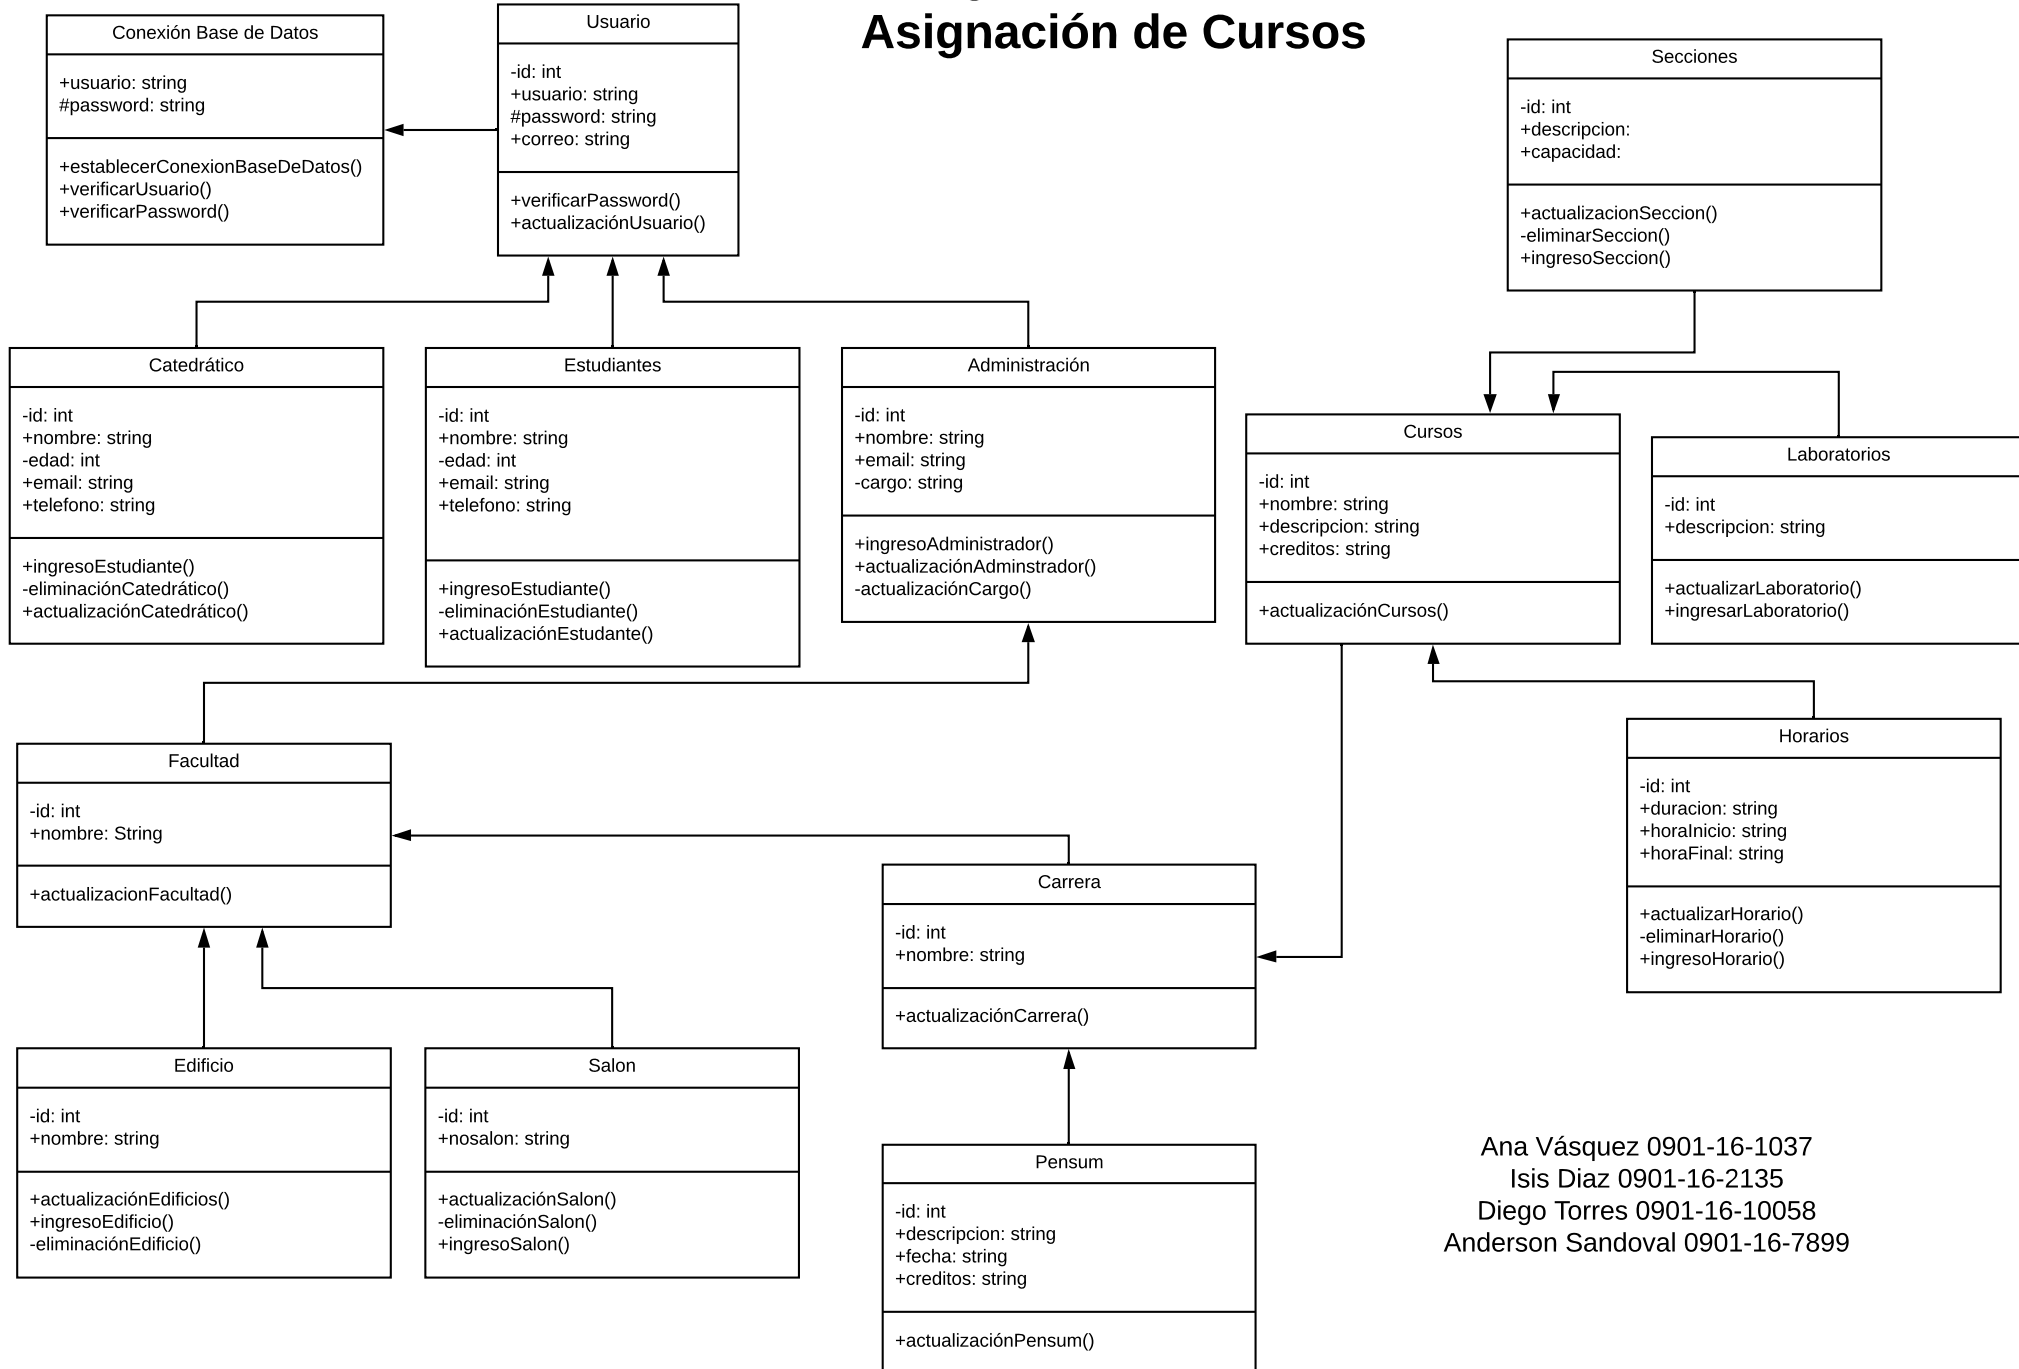 Asignación de Cursos
Conexión Base de Datos
+usuario: string
#password: string
+establecerConexionBaseDeDatos()
+verificarUsuario()
+verificarPassword()
Usuario
-id: int
+usuario: string
#password: string
+correo: string
+verificarPassword()
+actualizaciónUsuario()
Secciones
-id: int
+descripcion:
+capacidad:
+actualizacionSeccion()
-eliminarSeccion()
+ingresoSeccion()
Catedrático
-id: int
+nombre: string
-edad: int
+email: string
+telefono: string
+ingresoEstudiante()
-eliminaciónCatedrático()
+actualizaciónCatedrático()
Estudiantes
-id: int
+nombre: string
-edad: int
+email: string
+telefono: string
+ingresoEstudiante()
-eliminaciónEstudiante()
+actualizaciónEstudante()
Administración
-id: int
+nombre: string
+email: string
-cargo: string
+ingresoAdministrador()
+actualizaciónAdminstrador()
-actualizaciónCargo()
Cursos
-id: int
+nombre: string
+descripcion: string
+creditos: string
+actualizaciónCursos()
Laboratorios
-id: int
+descripcion: string
+actualizarLaboratorio()
+ingresarLaboratorio()
Facultad
-id: int
+nombre: String
+actualizacionFacultad()
Carrera
-id: int
+nombre: string
+actualizaciónCarrera()
Horarios
-id: int
+duracion: string
+horaInicio: string
+horaFinal: string
+actualizarHorario()
-eliminarHorario()
+ingresoHorario()
Edificio
-id: int
+nombre: string
+actualizaciónEdificios()
+ingresoEdificio()
-eliminaciónEdificio()
Salon
-id: int
+nosalon: string
+actualizaciónSalon()
-eliminaciónSalon()
+ingresoSalon()
Pensum
-id: int
+descripcion: string
+fecha: string
+creditos: string
+actualizaciónPensum()
Ana Vásquez 0901-16-1037
Isis Diaz 0901-16-2135
Diego Torres 0901-16-10058
Anderson Sandoval 0901-16-7899